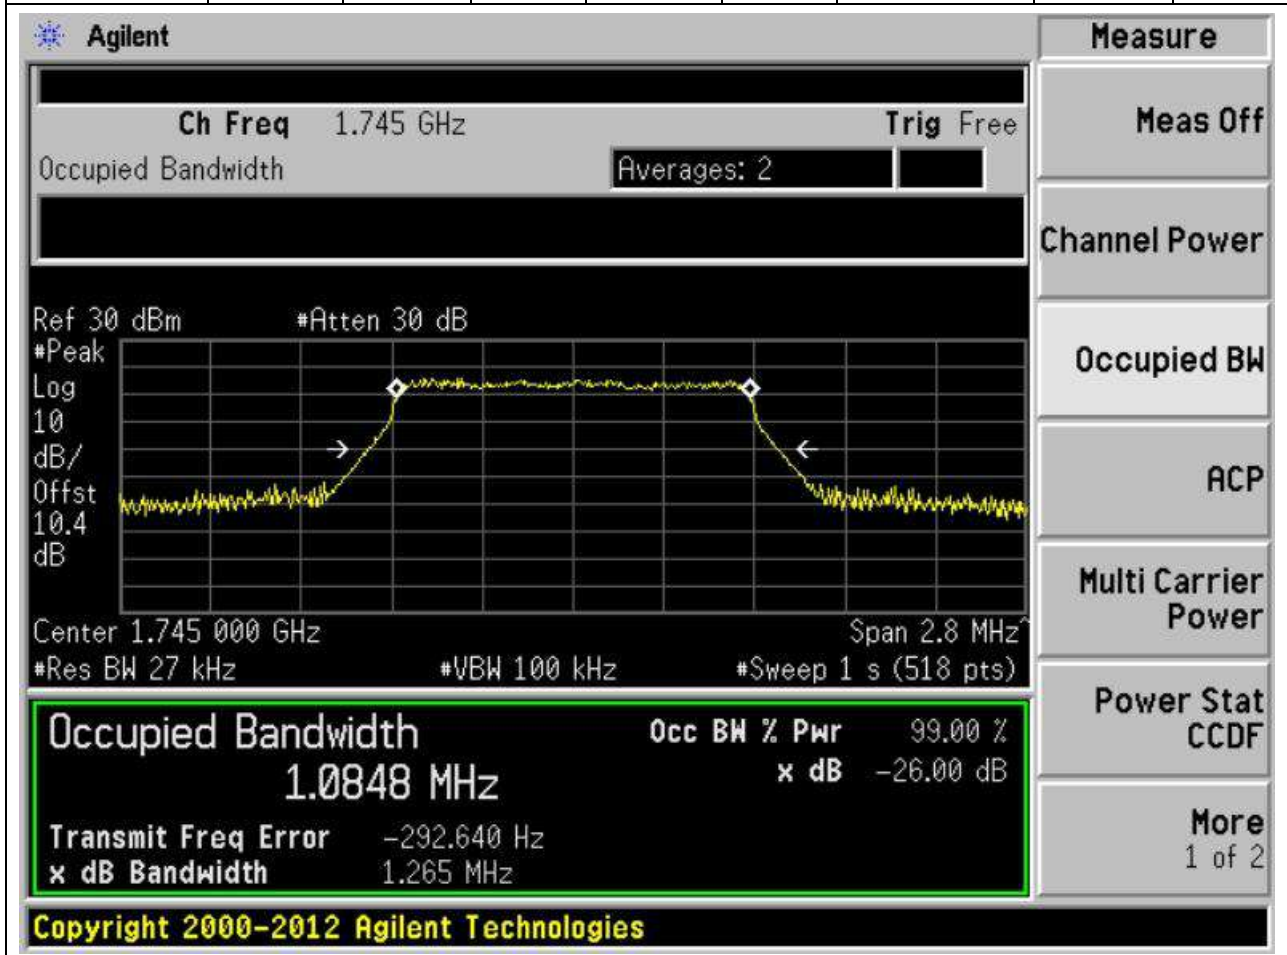 Agilent
Measure
Ch Freq 1.745 GHz Trig Free
Occupied Bandwidth Averages: 2
Meas Off
Channel Power
Occupied BW
ACP
Multi Carrier
Power
Power Stat
CCDF
More
1 of 2
Ref 30 dBm #Atten 30 dB
#Peak
Log
10
dB/
Offst
10.4
dB
Center 1.745 000 GHz Span 2.8 MHz^
#Res BW 27 kHz #VBW 100 kHz #Sweep 1 s (518 pts)
Occupied Bandwidth Occ BW % Pwr 99.00 %
1.0848 MHz x dB -26.00 dB
Transmit Freq Error -292.640 Hz
x dB Bandwidth 1.265 MHz
Copyright 2000-2012 Agilent Technologies